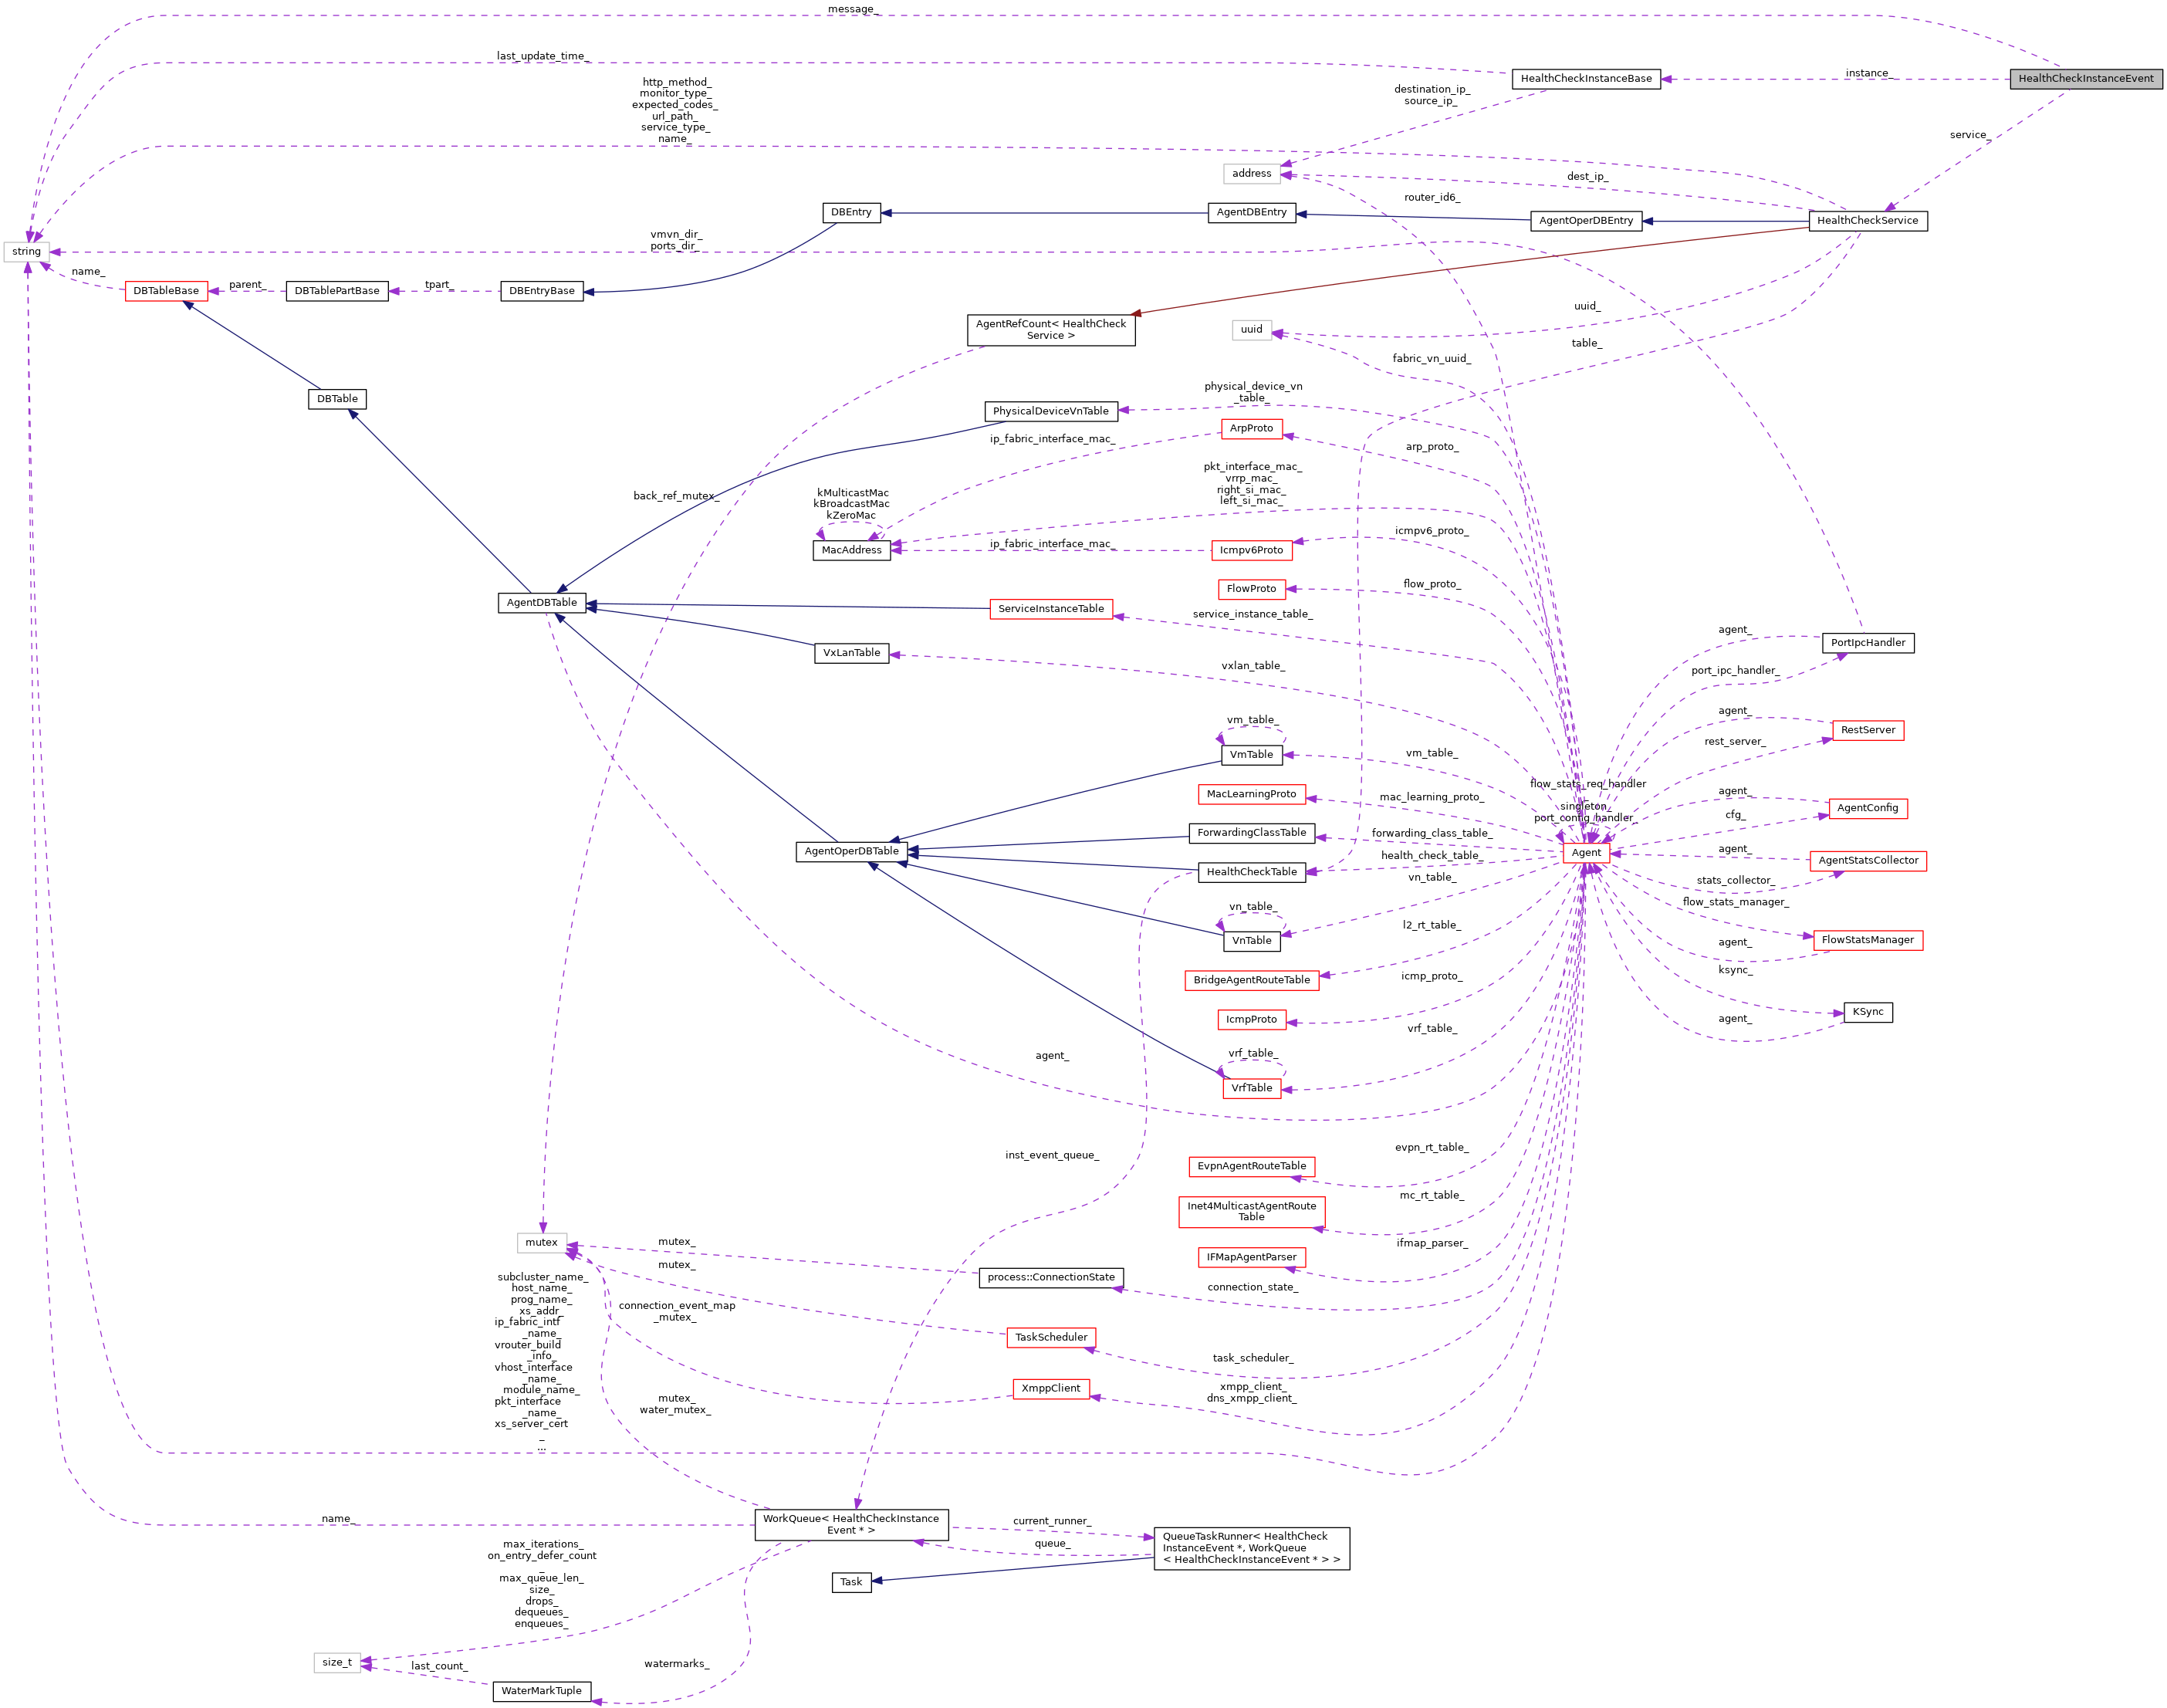 message_
last_update_time_
HealthCheckInstanceBase
instance_
HealthCheckInstanceEvent
http_method_
monitor_type_
expected_codes_
url_path_
service_type_
name_
destination_ip_
source_ip_
service_
address
dest_ip_
router_id6_
DBEntry
AgentDBEntry
AgentOperDBEntry
HealthCheckService
string
vmvn_dir_
ports_dir_
name_
DBTableBase
parent_
DBTablePartBase
tpart_
DBEntryBase
uuid_
AgentRefCount< HealthCheck
Service >
uuid
table_
fabric_vn_uuid_
DBTable
physical_device_vn
_table_
PhysicalDeviceVnTable
ArpProto
ip_fabric_interface_mac_
arp_proto_
pkt_interface_mac_
vrrp_mac_
right_si_mac_
left_si_mac_
back_ref_mutex_
kMulticastMac
kBroadcastMac
kZeroMac
MacAddress
ip_fabric_interface_mac_
Icmpv6Proto
icmpv6_proto_
FlowProto
flow_proto_
AgentDBTable
ServiceInstanceTable
service_instance_table_
VxLanTable
vxlan_table_
agent_
PortIpcHandler
port_ipc_handler_
vm_table_
VmTable
vm_table_
agent_
RestServer
rest_server_
flow_stats_req_handler
singleton_
port_config_handler_
MacLearningProto
mac_learning_proto_
agent_
AgentConfig
cfg_
ForwardingClassTable
forwarding_class_table_
AgentOperDBTable
Agent
agent_
AgentStatsCollector
HealthCheckTable
health_check_table_
vn_table_
stats_collector_
flow_stats_manager_
vn_table_
VnTable
l2_rt_table_
agent_
FlowStatsManager
BridgeAgentRouteTable
icmp_proto_
ksync_
IcmpProto
vrf_table_
agent_
KSync
agent_
vrf_table_
VrfTable
inst_event_queue_
EvpnAgentRouteTable
evpn_rt_table_
Inet4MulticastAgentRoute
Table
mc_rt_table_
mutex
mutex_
IFMapAgentParser
ifmap_parser_
mutex_
process::ConnectionState
connection_state_
subcluster_name_
host_name_
prog_name_
xs_addr_
ip_fabric_intf
_name_
vrouter_build
_info_
vhost_interface
_name_
module_name_
pkt_interface
_name_
xs_server_cert
_
...
connection_event_map
_mutex_
TaskScheduler
task_scheduler_
XmppClient
xmpp_client_
dns_xmpp_client_
mutex_
water_mutex_
name_
WorkQueue< HealthCheckInstance
Event * >
current_runner_
queue_
QueueTaskRunner< HealthCheck
InstanceEvent *, WorkQueue
< HealthCheckInstanceEvent * > >
max_iterations_
on_entry_defer_count
_
max_queue_len_
size_
drops_
dequeues_
enqueues_
Task
size_t
last_count_
WaterMarkTuple
watermarks_